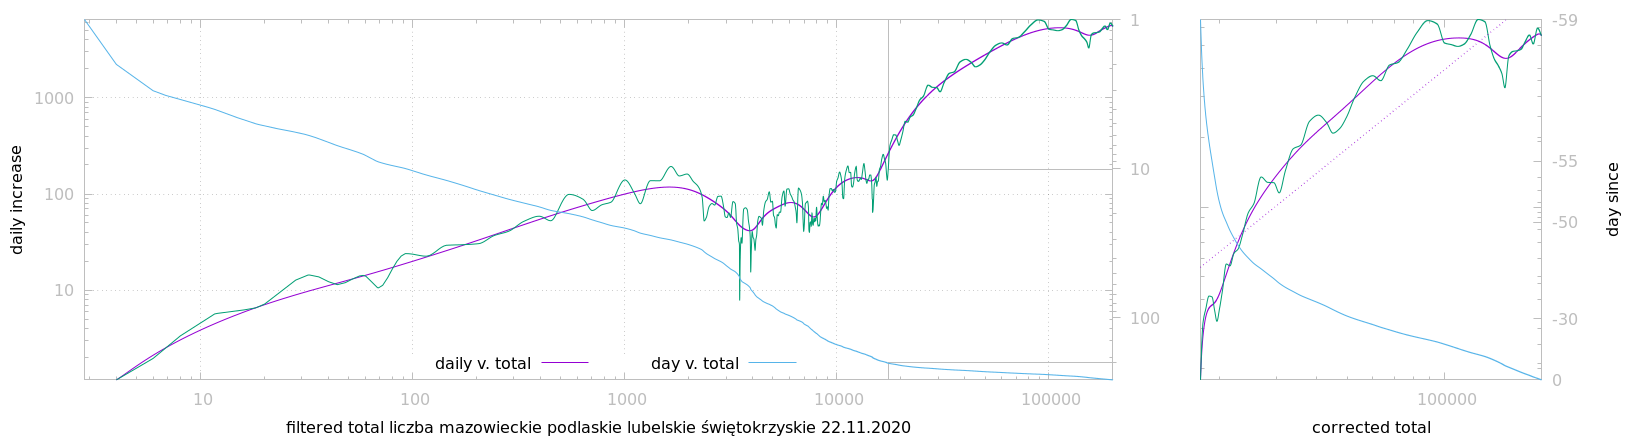 daily increase
1000
100
10
10
100
1000
10000
100000
1
10
100
daily v. total
day v. total
filtered total liczba mazowieckie podlaskie lubelskie świętokrzyskie 22.11.2020
-59
-55
-50
-30
0
day since
100000
corrected total